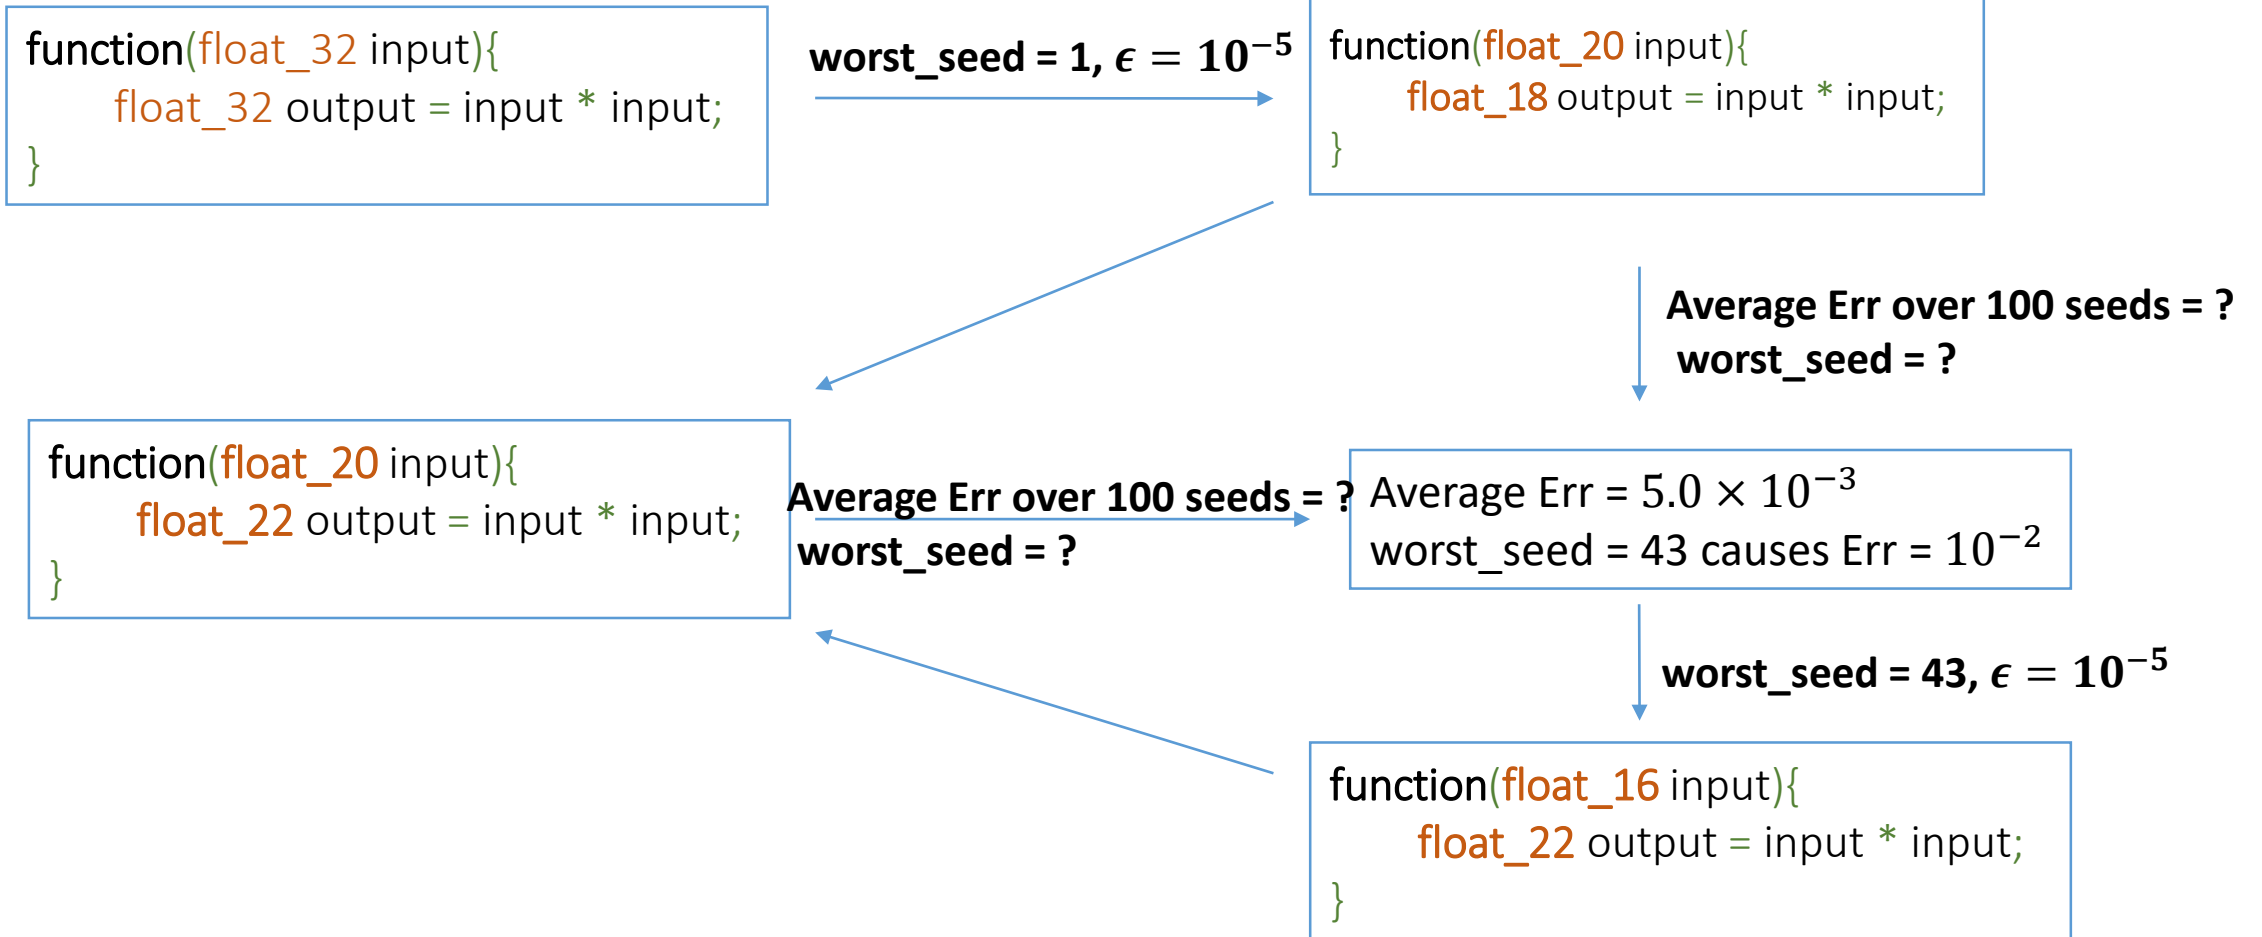 function(float_32 input){
float_32 output = input * input;
}
worst_seed = 1, ϵ = 10⁻⁵
function(float_20 input){
float_18 output = input * input;
}
Average Err over 100 seeds = ?
worst_seed = ?
function(float_20 input){
float_22 output = input * input;
}
Average Err over 100 seeds = ?
worst_seed = ?
Average Err = 5.0 × 10⁻³
worst_seed = 43 causes Err = 10⁻²
worst_seed = 43, ϵ = 10⁻⁵
function(float_16 input){
float_22 output = input * input;
}